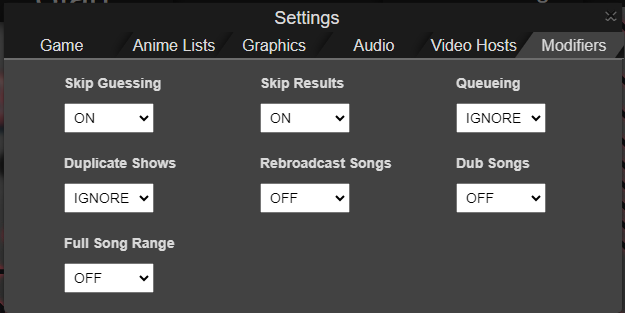 Settings
Game Anime Lists Graphics Audio Video Hosts Modifiers
Skip Guessing Skip Results Queueing
ON ON IGNORE
Duplicate Shows Rebroadcast Songs Dub Songs
IGNORE OFF OFF
Full Song Range
OFF